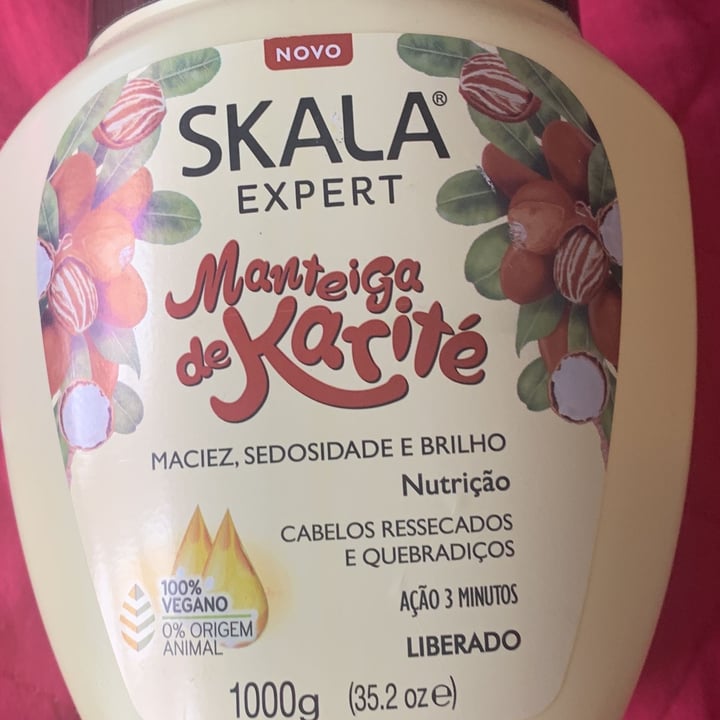 NOVO
SKALA®
EXPERT
Manteiga
de Karité
MACIEZ, SEDOSIDADE E BRILHO
Nutrição
CABELOS RESSECADOS
E QUEBRADIÇOS
AÇÃO 3 MINUTOS
LIBERADO
100%
VEGANO
0% ORIGEM
ANIMAL
1000g (35.2 oz℮)